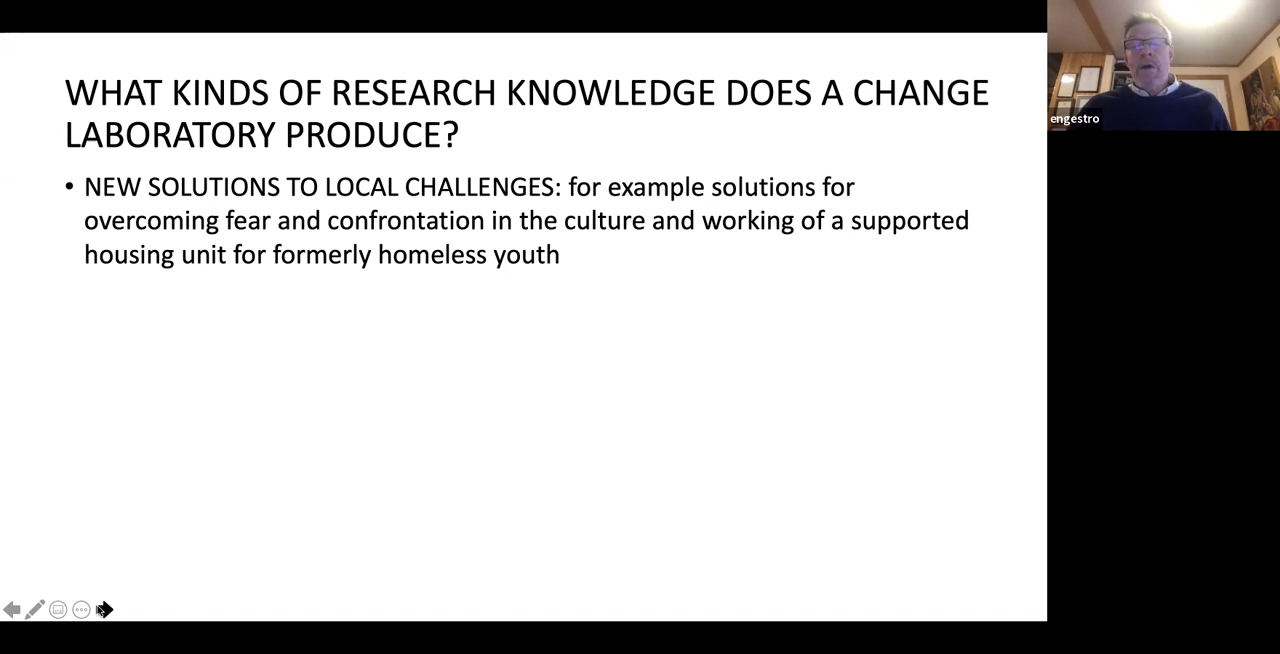 WHAT KINDS OF RESEARCH KNOWLEDGE DOES A CHANGE
LABORATORY PRODUCE?
• NEW SOLUTIONS TO LOCAL CHALLENGES: for example solutions for
overcoming fear and confrontation in the culture and working of a supported
housing unit for formerly homeless youth
engestro